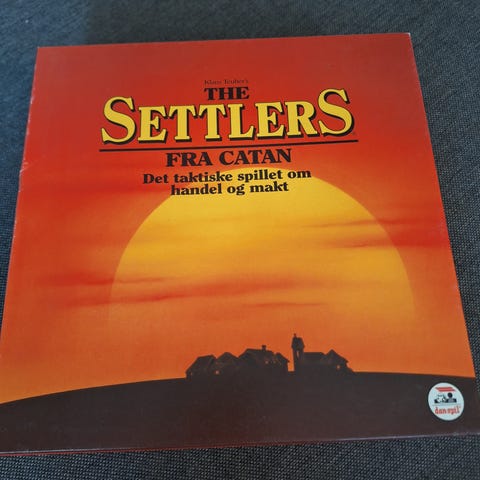 Klaus Teuber's
THE
SETTLERS
FRA CATAN
Det taktiske spillet om
handel og makt
dan-spil